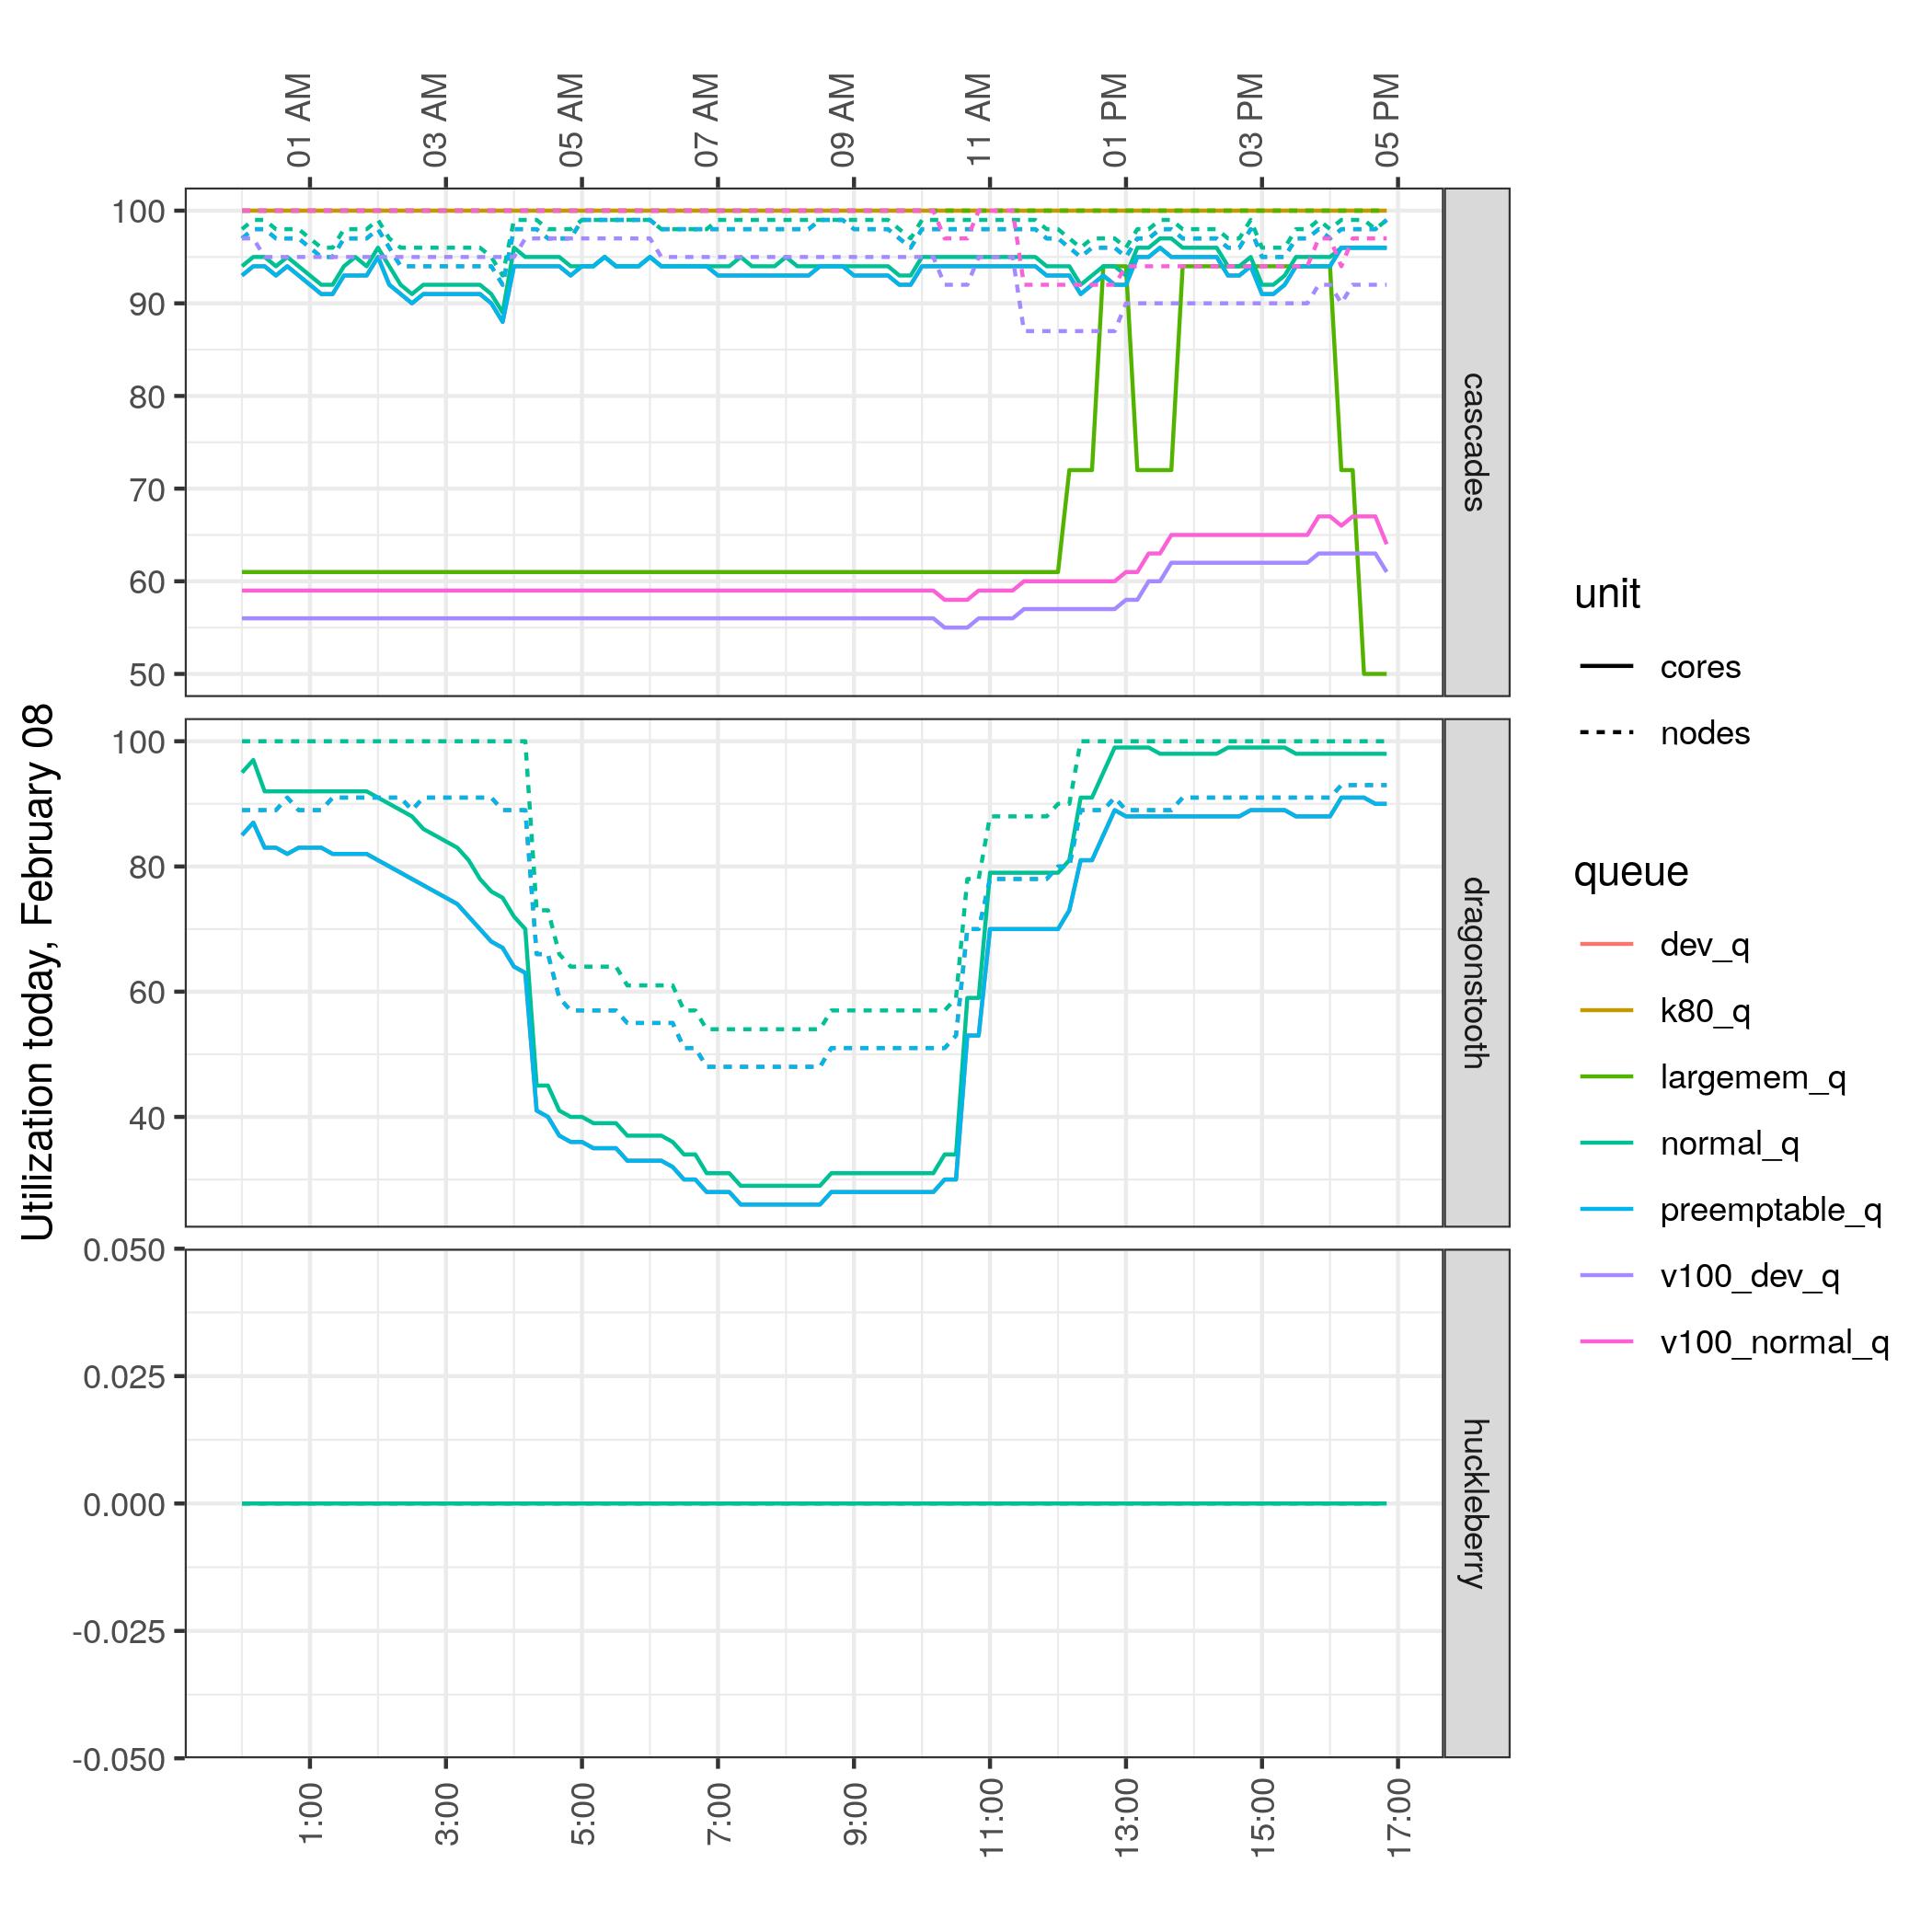 01 AM
03 AM
05 AM
07 AM
09 AM
11 AM
01 PM
03 PM
05 PM
Utilization today, February 08
100
90
80
70
60
50
cascades
100
80
60
40
dragonstooth
0.050
0.025
0.000
-0.025
-0.050
huckleberry
1:00
3:00
5:00
7:00
9:00
11:00
13:00
15:00
17:00
unit
cores
nodes
queue
dev_q
k80_q
largemem_q
normal_q
preemptable_q
v100_dev_q
v100_normal_q